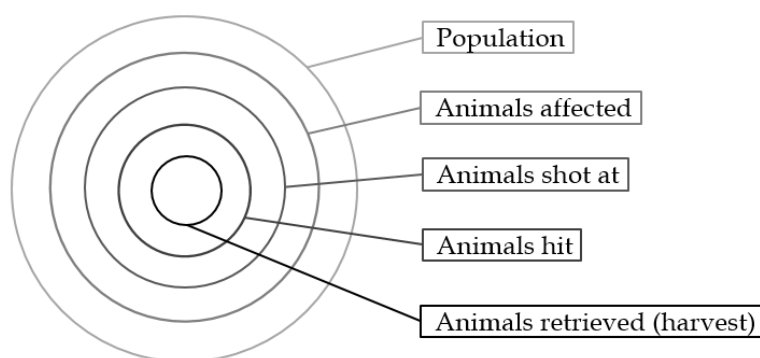 Population
Animals affected
Animals shot at
Animals hit
Animals retrieved (harvest)